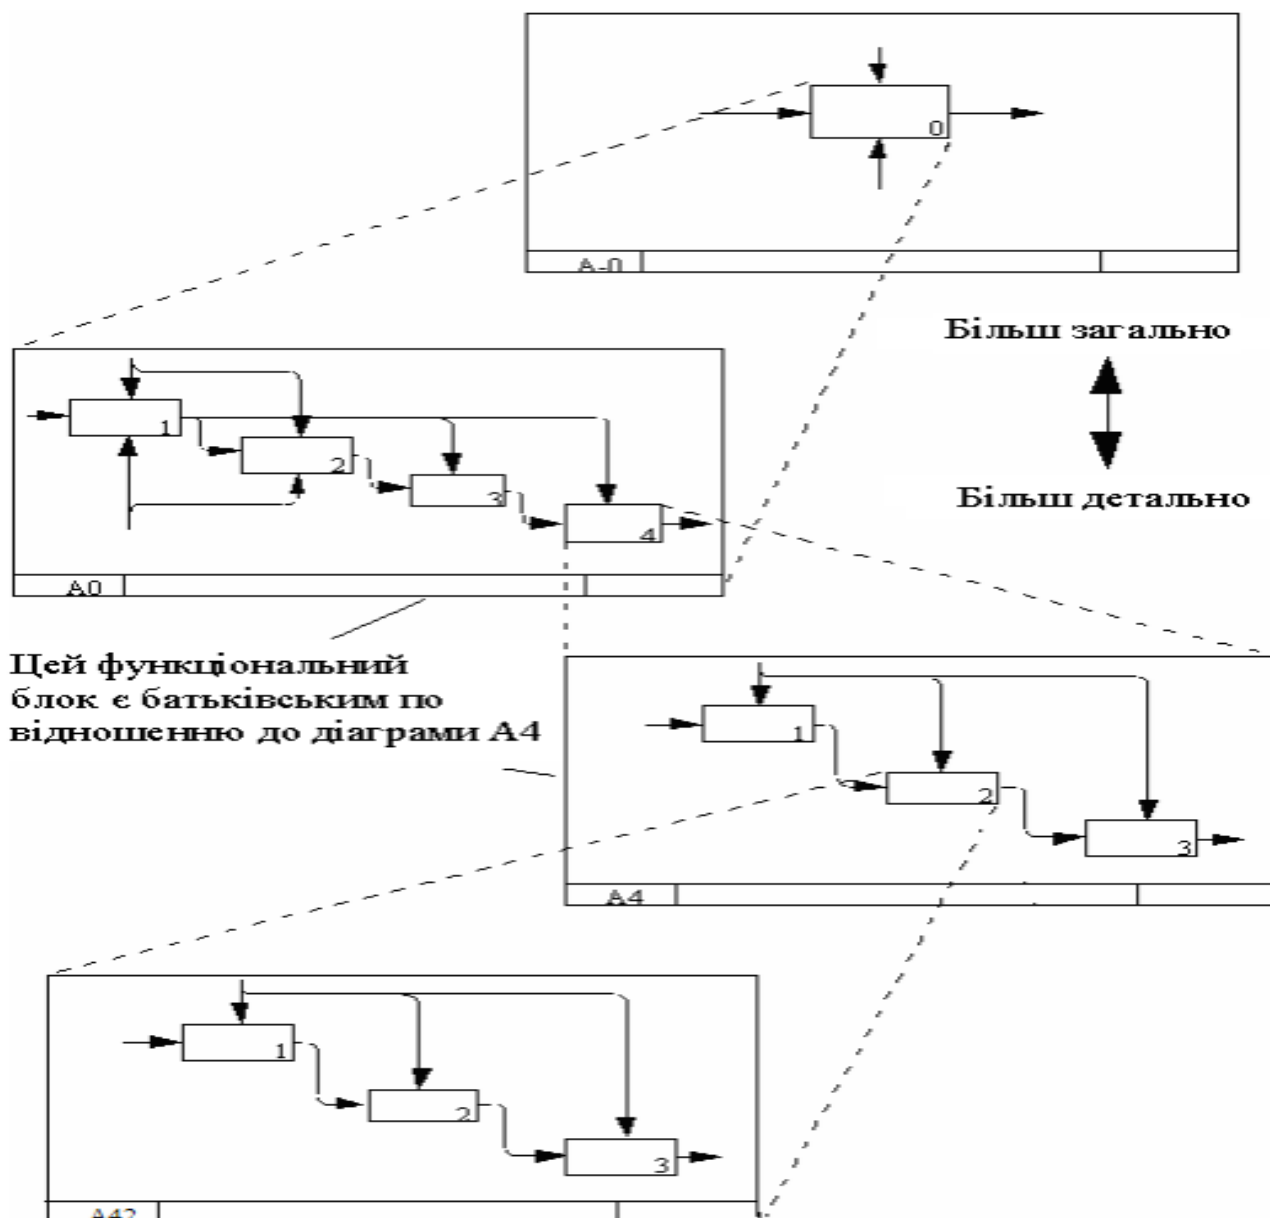 0
A-0
Більш загально
Більш детально
1
2
3
4
A0
Цей функціональний
блок є батьківським по
відношенню до діаграми А4
1
2
3
A4
1
2
3
A42